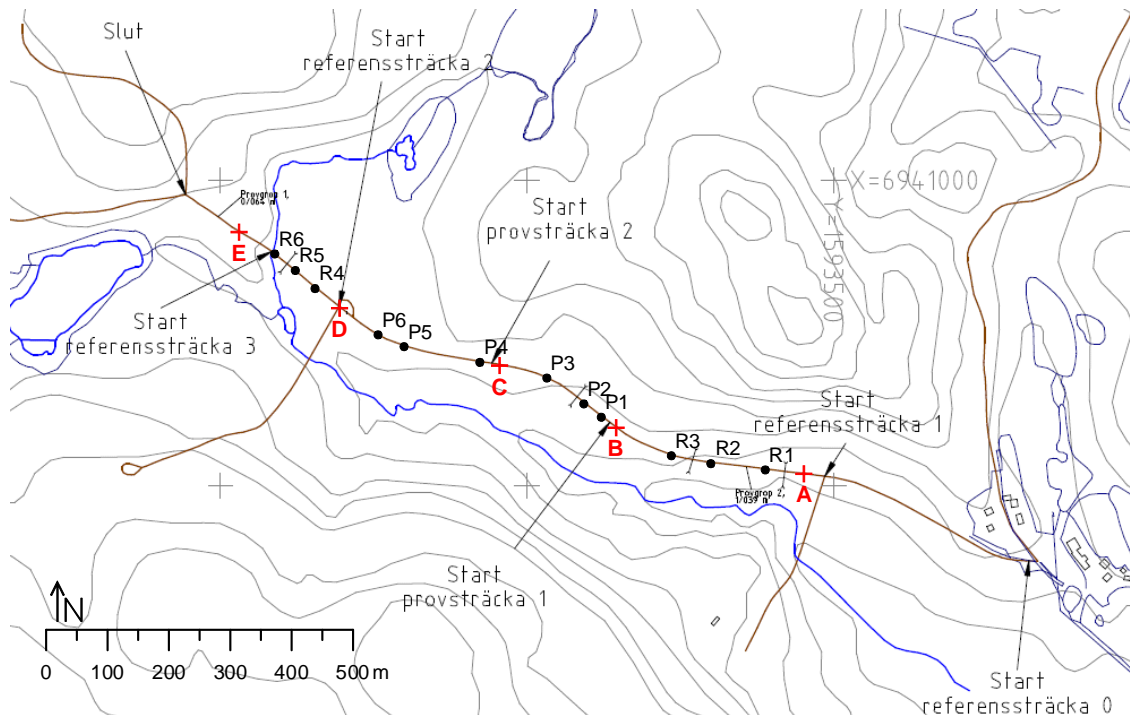 Slut
Start
referenssträcka 2
X=6941000
Y=1593500
Provgrop 1,
0/064 m
Start
provsträcka 2
E
R6
R5
R4
D
Start
referenssträcka 3
P6
P5
P4
C
P3
P2
P1
B
Start
referenssträcka 1
R3
R2
R1
A
Provgrop 2,
1/039 m
Start
provsträcka 1
N
0 100 200 300 400 500 m
Start
referenssträcka 0